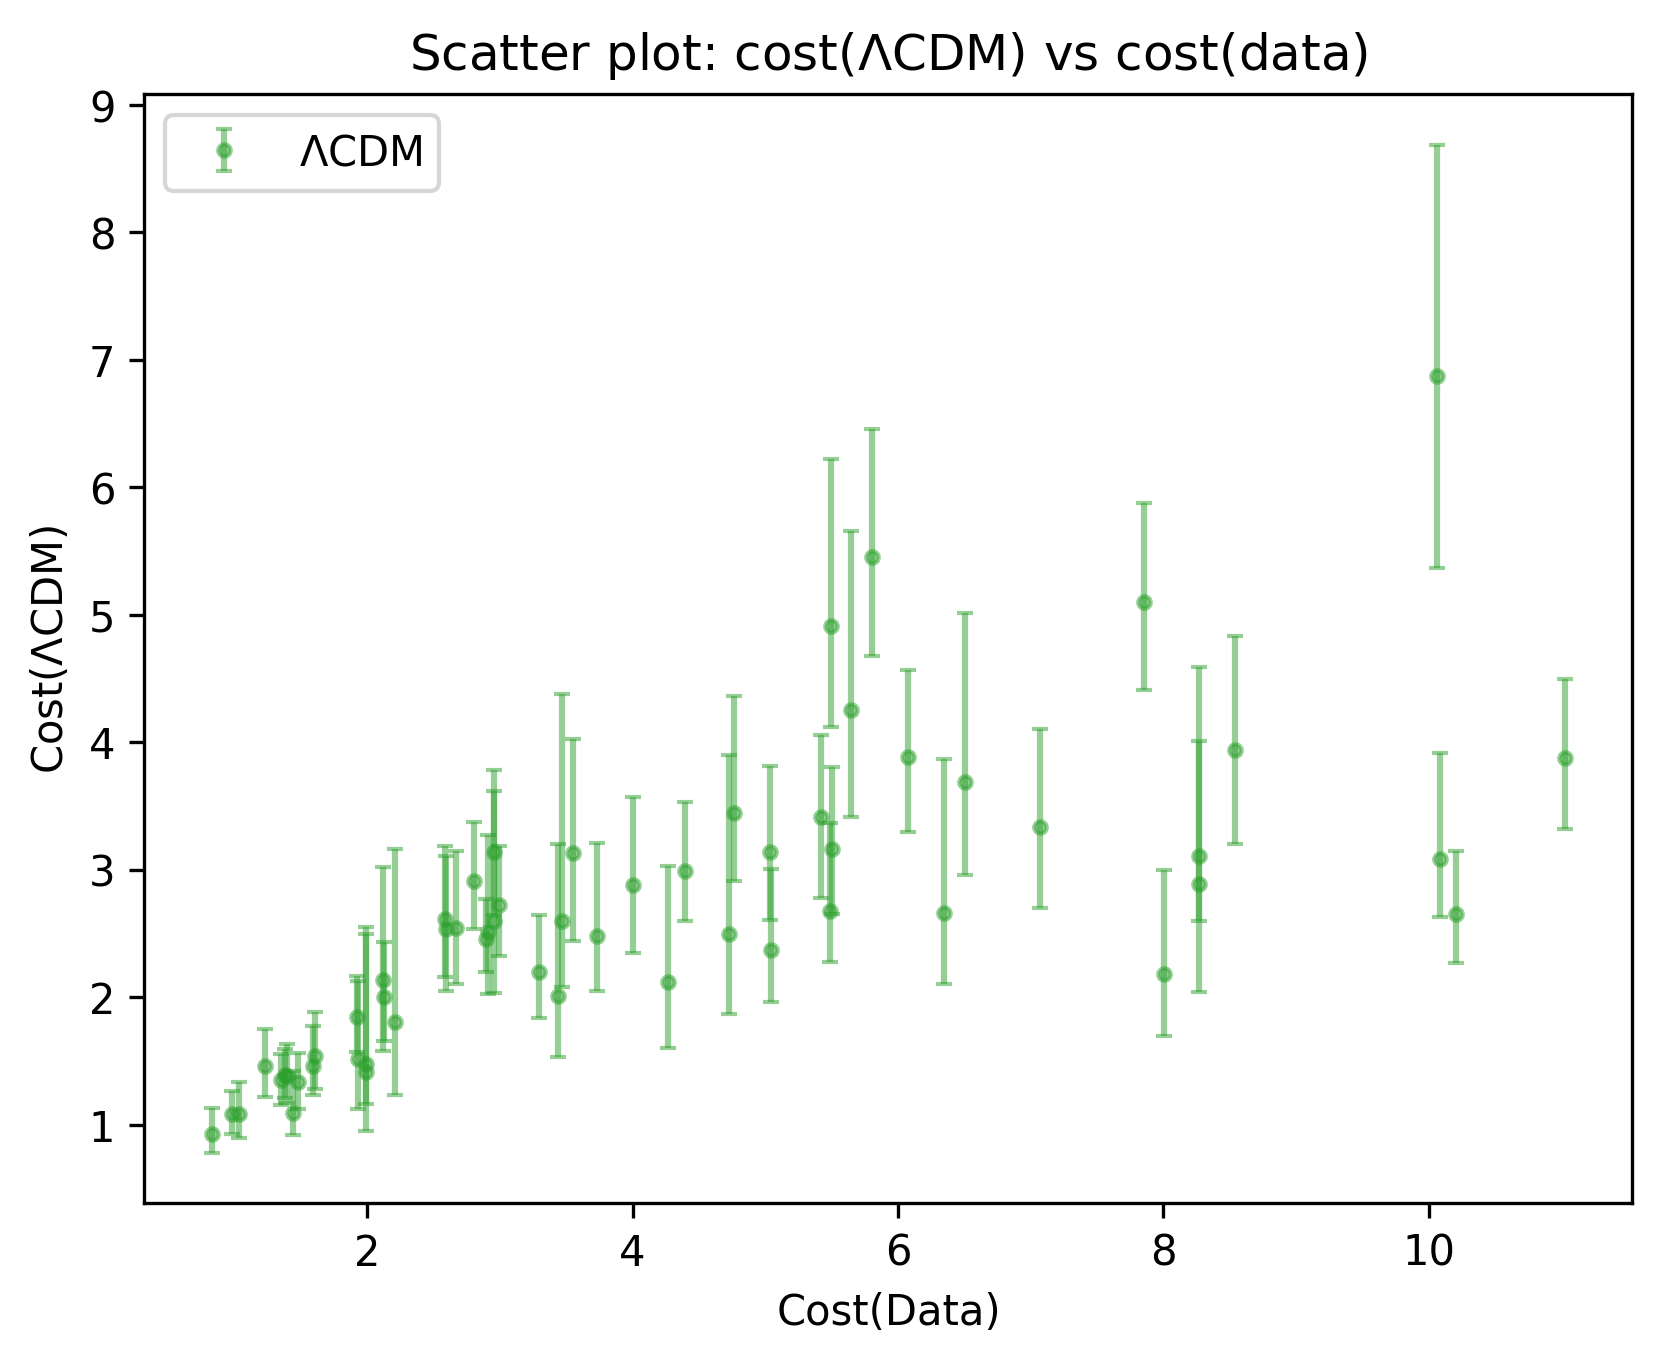 Scatter plot: cost(ΛCDM) vs cost(data)
ΛCDM
9
8
7
6
5
4
3
2
1
Cost(ΛCDM)
2 4 6 8 10
Cost(Data)